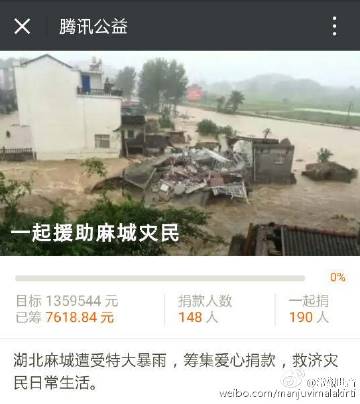 腾讯公益
一起援助麻城灾民
0%
目标 1359544 元 捐款人数 一起捐
已筹 7618.84 元 148 人 190 人
湖北麻城遭受特大暴雨，筹集爱心捐款，救济灾
民日常生活。
weibo.com/manjuvimalakirti